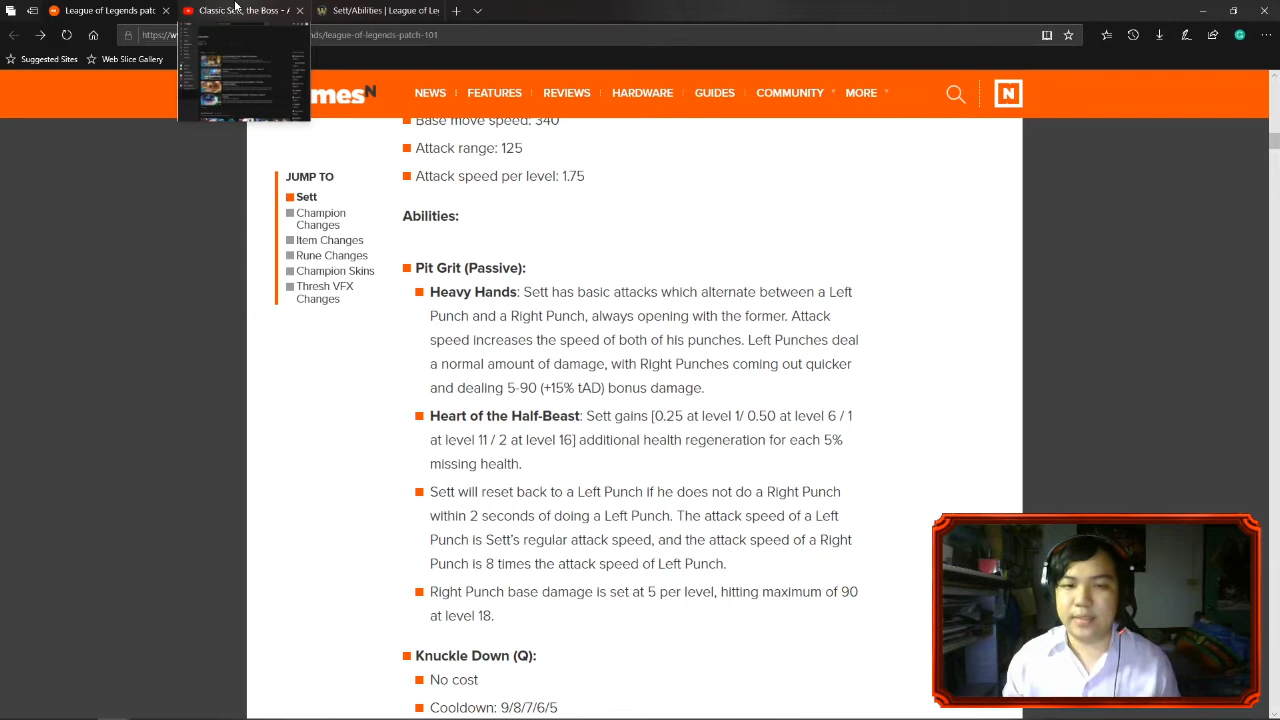 League of Legends pat
Classic Sett, the Boss -
Sett/Abilities | League of Le
https://w
ds/league-of-legends-patch-101
FEATURES
GUIDES
COMMUNITY
MORE
Base move speed: 340
Attack range: 125
Attack speed per level: 1.75
JUMP TO
Sett
Champion
Changes
Item Changes
Rune Changes
Champion Skins
Thresh VFX
Changes
Abilities:
Pit Grit (Passive):
Heavy Hands: Sett has basic attacks which alternate between a Left
Punch and a Right Punch, always opening with the former. Attack
speed increases the speed of both of his punches. Left Punches deal
a normal amount of damage, with Right Punches coming out quicker
and dealing 5-90 (+15% tAD) bonus damage.
Heart of the Half-Beast: Sett gains [0.25 at level 1/ 0.50 at level 6 / 1
at level 11 / 2 at level 16] additional health regeneration for each 5%
missing health.
Sett will reset back to a Left Punch if he does not do a Right Punch
within 2 seconds of doing a Left Punch. The attack speed of a Left
Punch is Sett’s regular attack speed, and the attack speed of a Right
Punch is 8 times the attack speed of Left Punch.
Right Punch base damage is set at 5 per level, hitting maximum of 90
at level 18.
Knuckle Down (Q):
No cost
Cooldown: 9/8/7/6/5